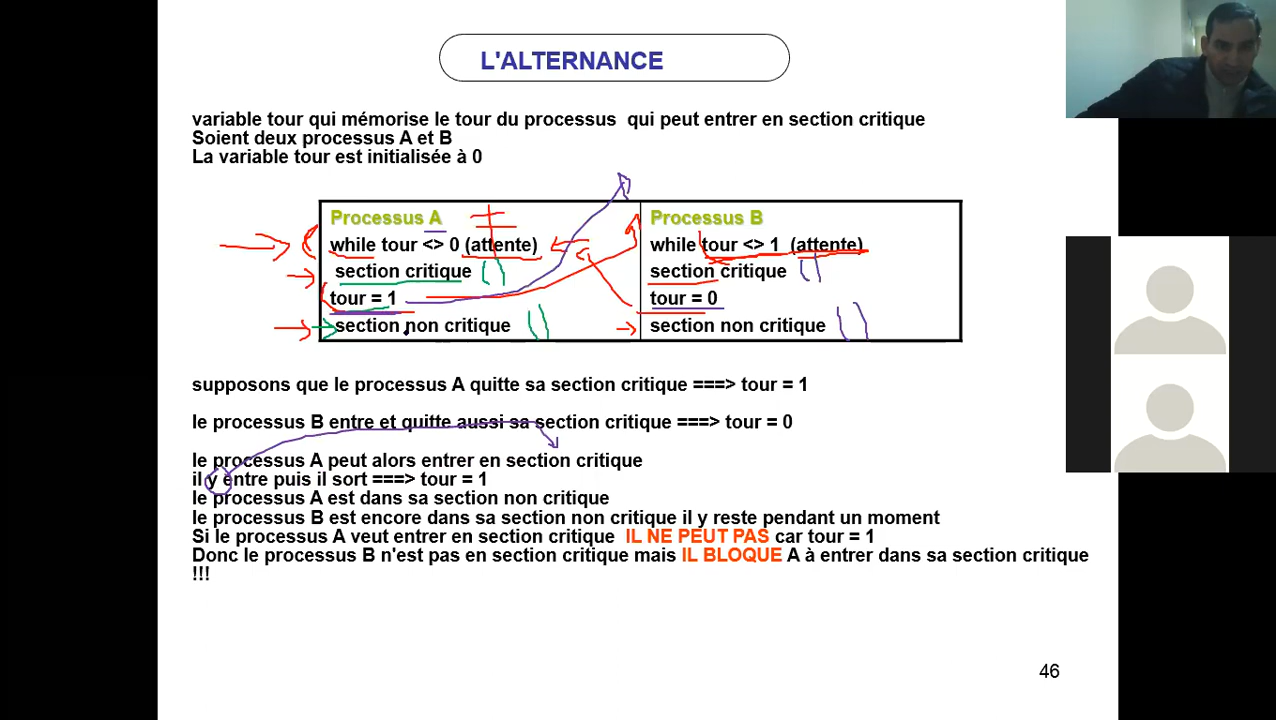 L'ALTERNANCE
variable tour qui mémorise le tour du processus qui peut entrer en section critique
Soient deux processus A et B
La variable tour est initialisée à 0
Processus A
while tour <> 0 (attente)
section critique
tour = 1
section non critique
Processus B
while tour <> 1 (attente)
section critique
tour = 0
section non critique
supposons que le processus A quitte sa section critique ===> tour = 1
le processus B entre et quitte aussi sa section critique ===> tour = 0
le processus A peut alors entrer en section critique
il y entre puis il sort ===> tour = 1
le processus A est dans sa section non critique
le processus B est encore dans sa section non critique il y reste pendant un moment
Si le processus A veut entrer en section critique IL NE PEUT PAS car tour = 1
Donc le processus B n'est pas en section critique mais IL BLOQUE A à entrer dans sa section critique
!!!
46